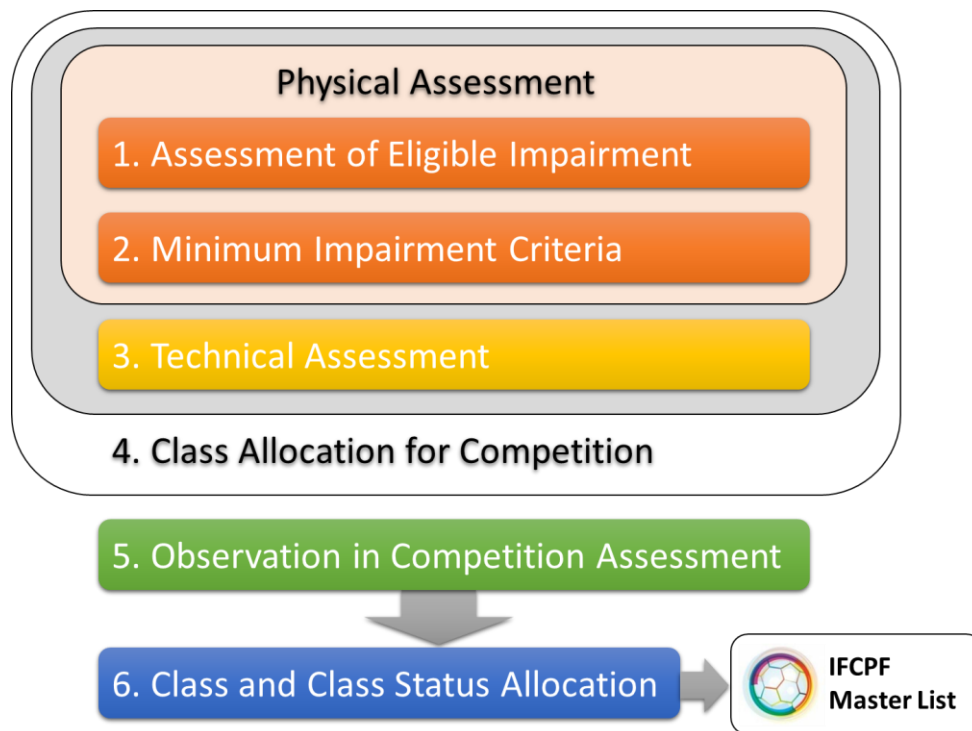 Physical Assessment
1. Assessment of Eligible Impairment
2. Minimum Impairment Criteria
3. Technical Assessment
4. Class Allocation for Competition
5. Observation in Competition Assessment
6. Class and Class Status Allocation
IFCPF
Master List